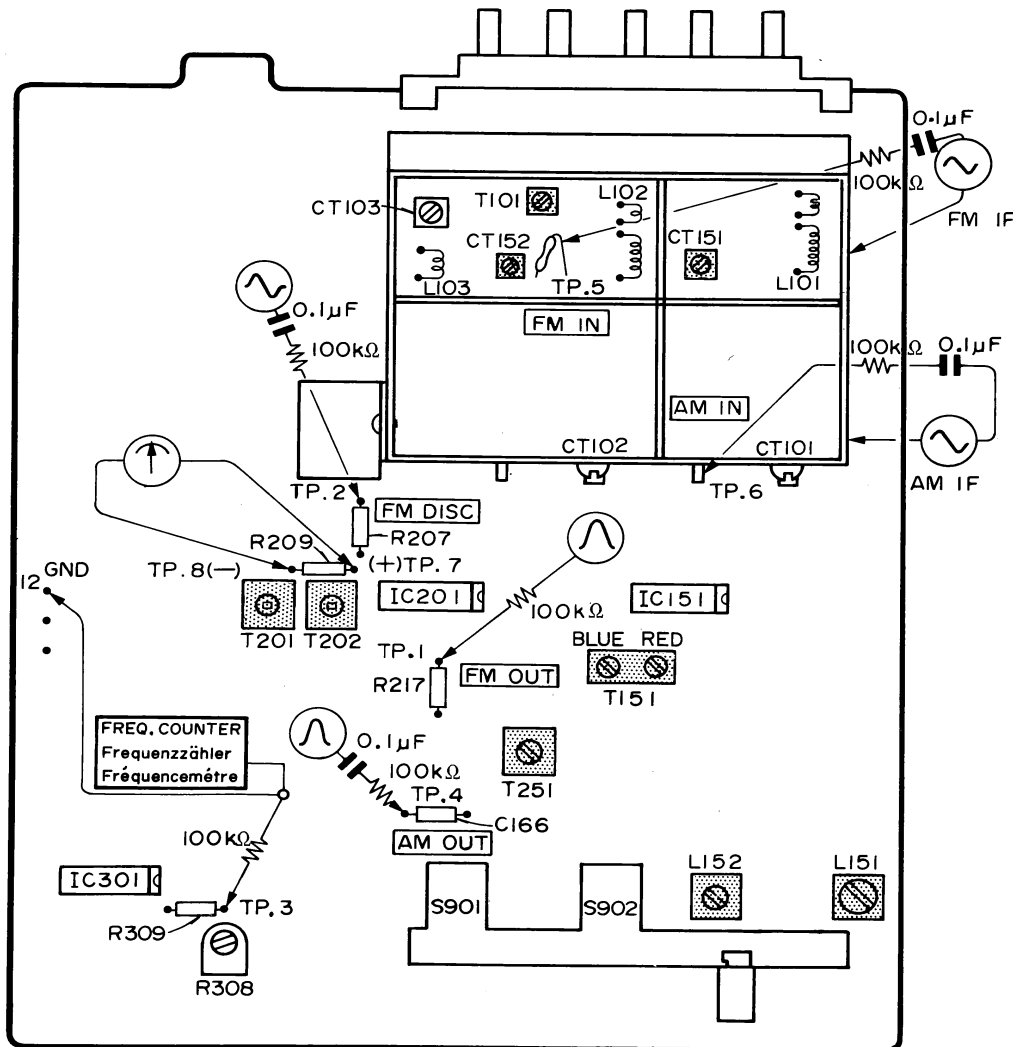 0.1µF
100kΩ
FM IF
CT103
T101
L102
CT152
CT151
L103
TP.5
L101
0.1µF
100kΩ
FM IN
100kΩ
0.1µF
AM IN
CT102
CT101
AM IF
TP.2
TP.6
FM DISC
R209
R207
TP.8(—)
(+)TP.7
12
GND
IC201
IC151
100kΩ
T201
T202
BLUE RED
TP.1
R217
FM OUT
T151
FREQ. COUNTER
Frequenzzähler
Fréquencemétre
0.1µF
100kΩ
T251
TP.4
C166
100kΩ
AM OUT
IC301
L152
L151
S901
S902
TP.3
R309
R308